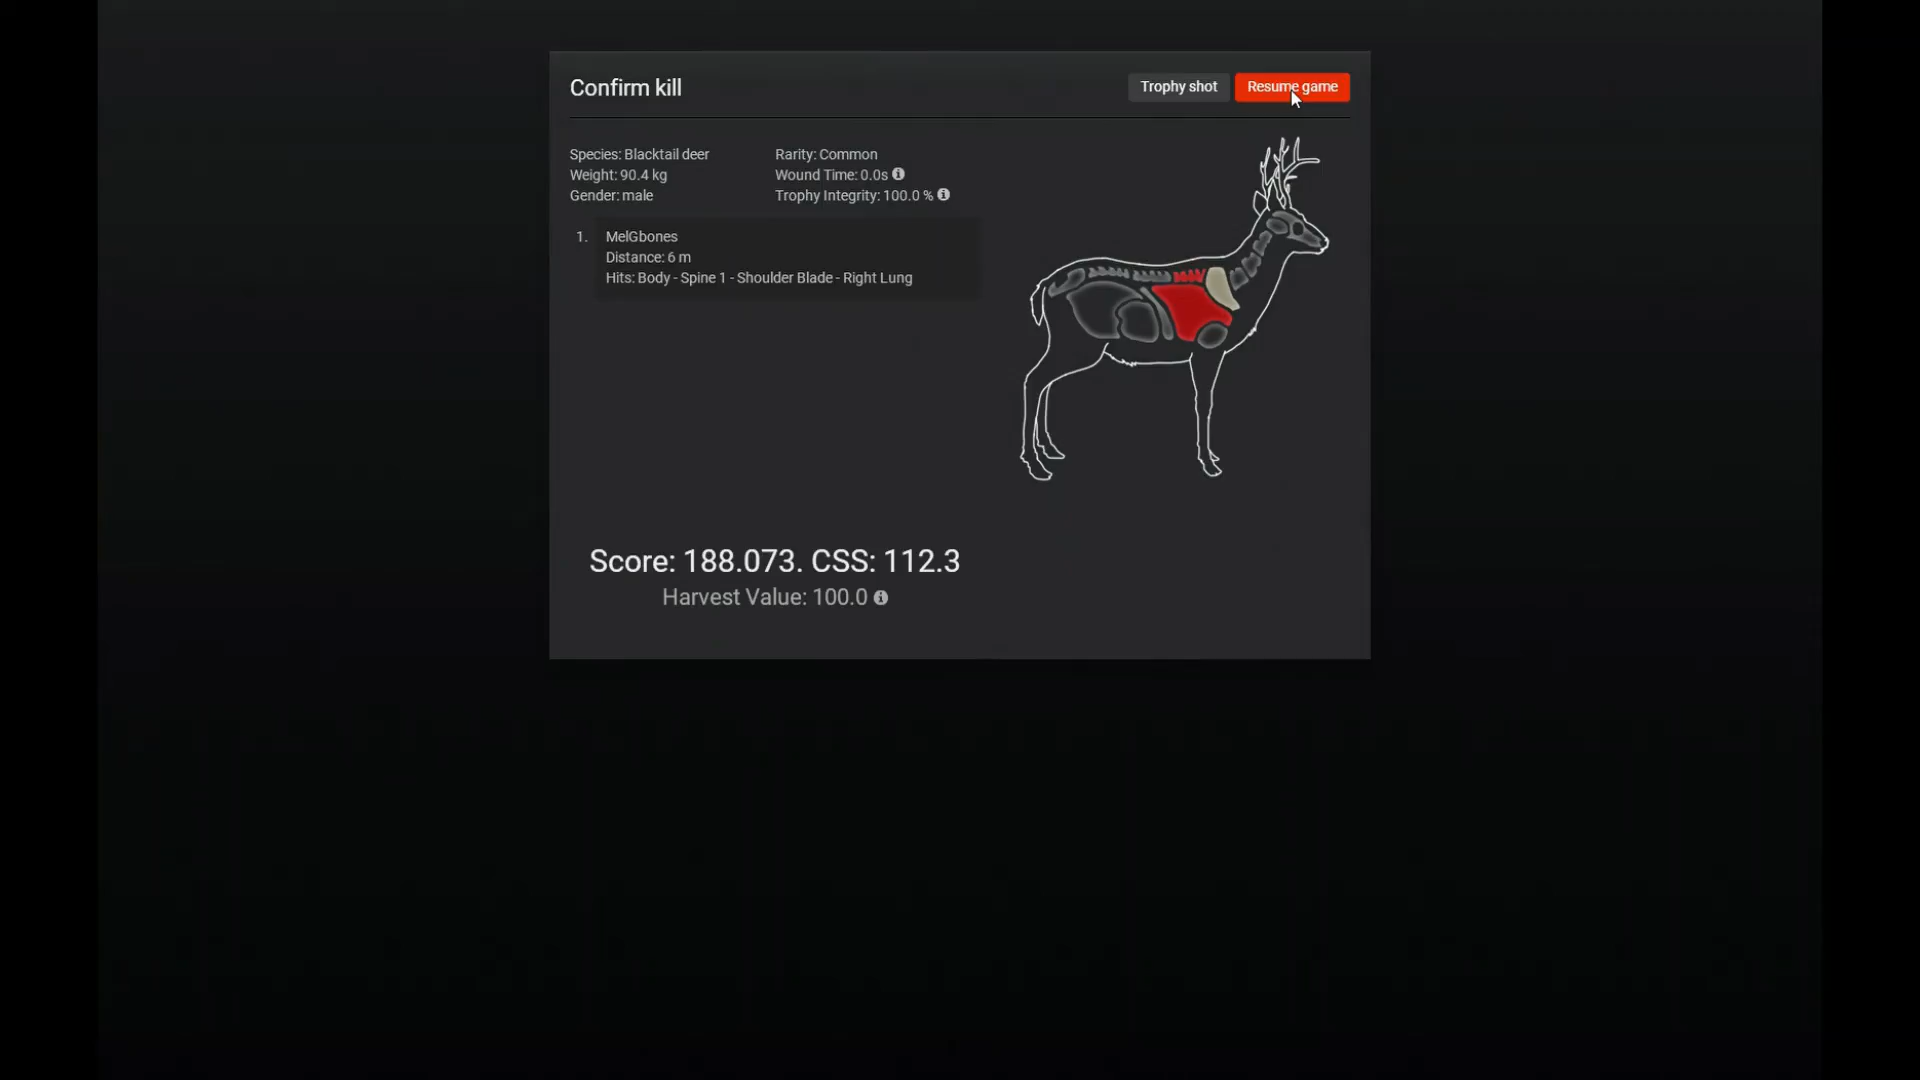 Confirm kill
Trophy shot
Resume game
Species: Blacktail deer
Weight: 90.4 kg
Gender: male
Rarity: Common
Wound Time: 0.0s
Trophy Integrity: 100.0 %
1. MelGbones
Distance: 6 m
Hits: Body - Spine 1 - Shoulder Blade - Right Lung
Score: 188.073. CSS: 112.3
Harvest Value: 100.0